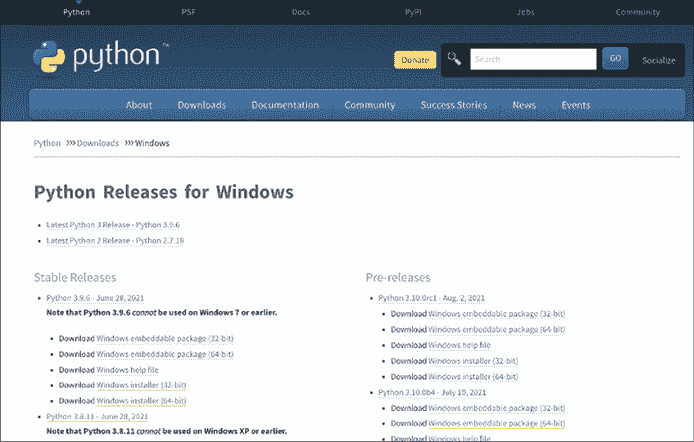 Python PSF Docs PyPI Jobs Community
python™
Donate Search GO Socialize
About Downloads Documentation Community Success Stories News Events
Python >>> Downloads >>> Windows
Python Releases for Windows
Latest Python 3 Release - Python 3.9.6
Latest Python 2 Release - Python 2.7.18
Stable Releases
Python 3.9.6 - June 28, 2021
Note that Python 3.9.6 cannot be used on Windows 7 or earlier.
Download Windows embeddable package (32-bit)
Download Windows embeddable package (64-bit)
Download Windows help file
Download Windows installer (32-bit)
Download Windows installer (64-bit)
Python 3.8.11 - June 28, 2021
Note that Python 3.8.11 cannot be used on Windows XP or earlier.
Pre-releases
Python 3.10.0rc1 - Aug. 2, 2021
Download Windows embeddable package (32-bit)
Download Windows embeddable package (64-bit)
Download Windows help file
Download Windows installer (32-bit)
Download Windows installer (64-bit)
Python 3.10.0b4 - July 10, 2021
Download Windows embeddable package (32-bit)
Download Windows embeddable package (64-bit)
Download Windows help file